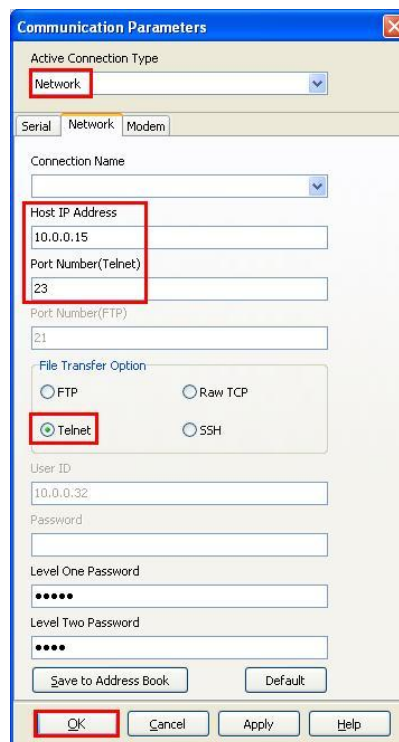 Communication Parameters
Active Connection Type
Network
Serial Network Modem
Connection Name
Host IP Address
10.0.0.15
Port Number(Telnet)
23
Port Number(FTP)
21
File Transfer Option
FTP Raw TCP
Telnet SSH
User ID
10.0.0.32
Password
Level One Password
•••••
Level Two Password
••••
Save to Address Book Default
OK Cancel Apply Help